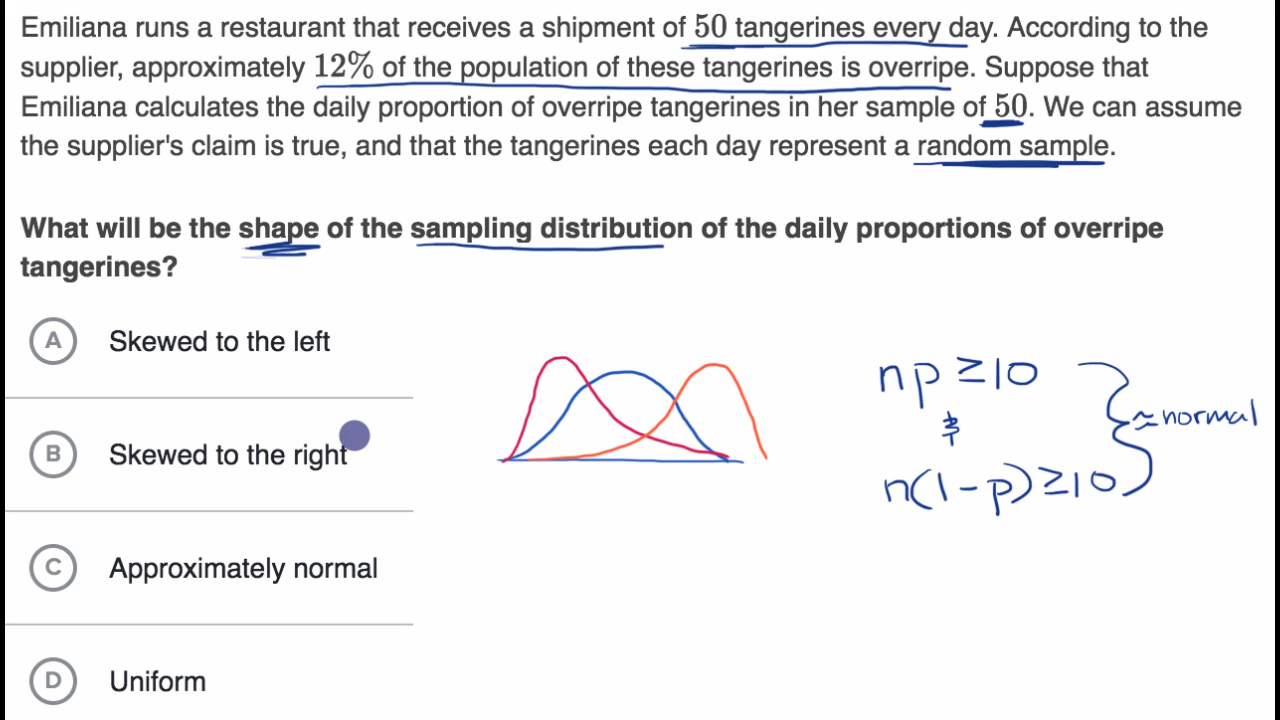 Emiliana runs a restaurant that receives a shipment of 50 tangerines every day. According to the
supplier, approximately 12% of the population of these tangerines is overripe. Suppose that
Emiliana calculates the daily proportion of overripe tangerines in her sample of 50. We can assume
the supplier's claim is true, and that the tangerines each day represent a random sample.
What will be the shape of the sampling distribution of the daily proportions of overripe
tangerines?
A Skewed to the left
B Skewed to the right
C Approximately normal
D Uniform
np ≥ 10
&
n(1-p) ≥ 10
≈ normal